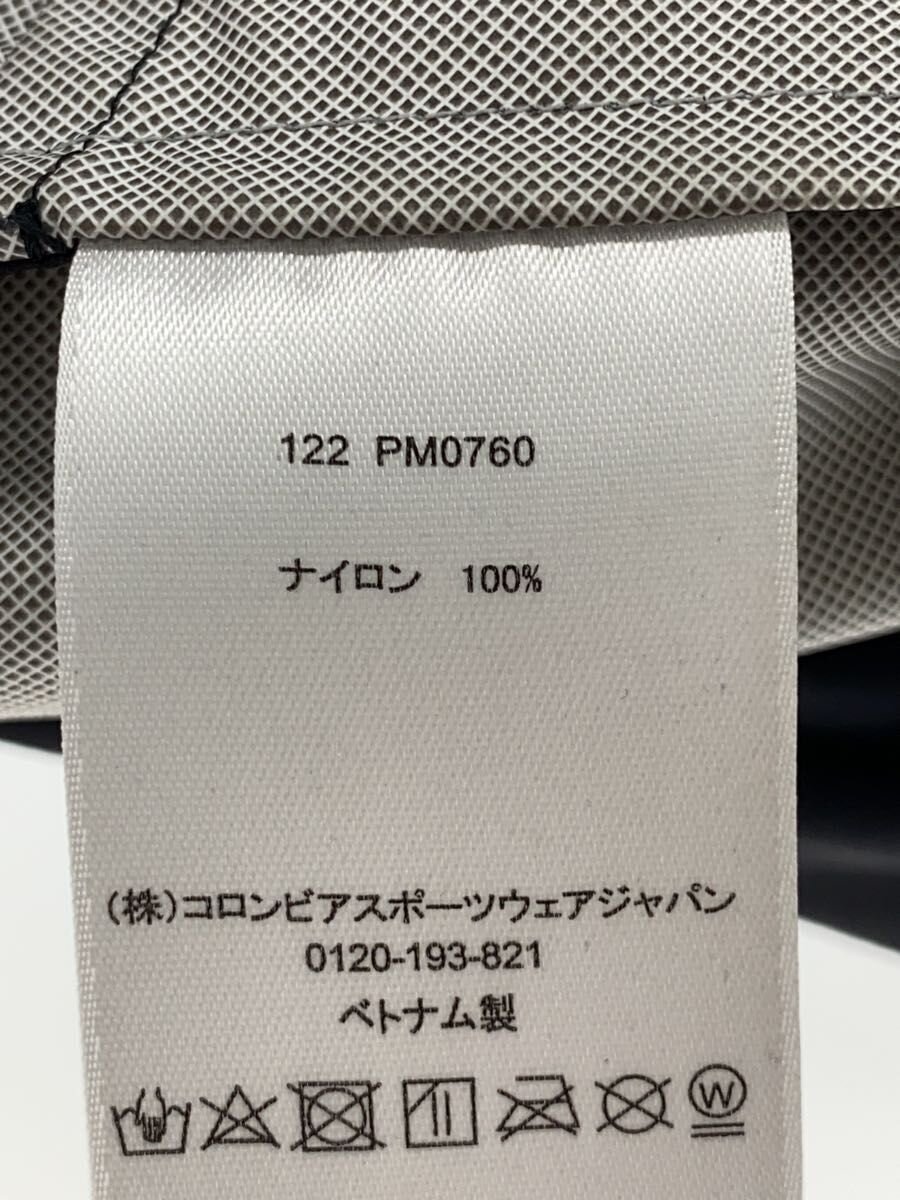 122 PM0760
ナイロン 100%
(株)コロンビアスポーツウェアジャパン
0120-193-821
ベトナム製
W